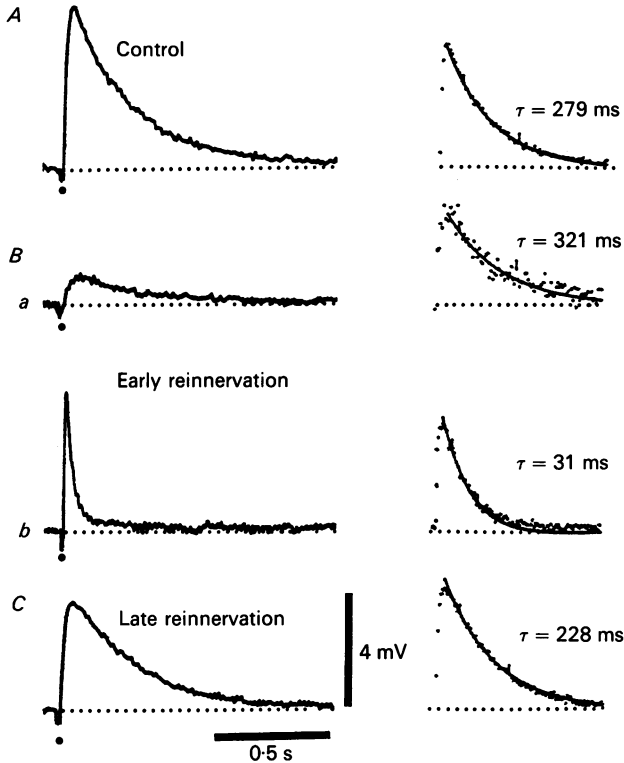 A
Control
τ = 279 ms
B
a
τ = 321 ms
Early reinnervation
b
τ = 31 ms
C
Late reinnervation
τ = 228 ms
4 mV
0·5 s